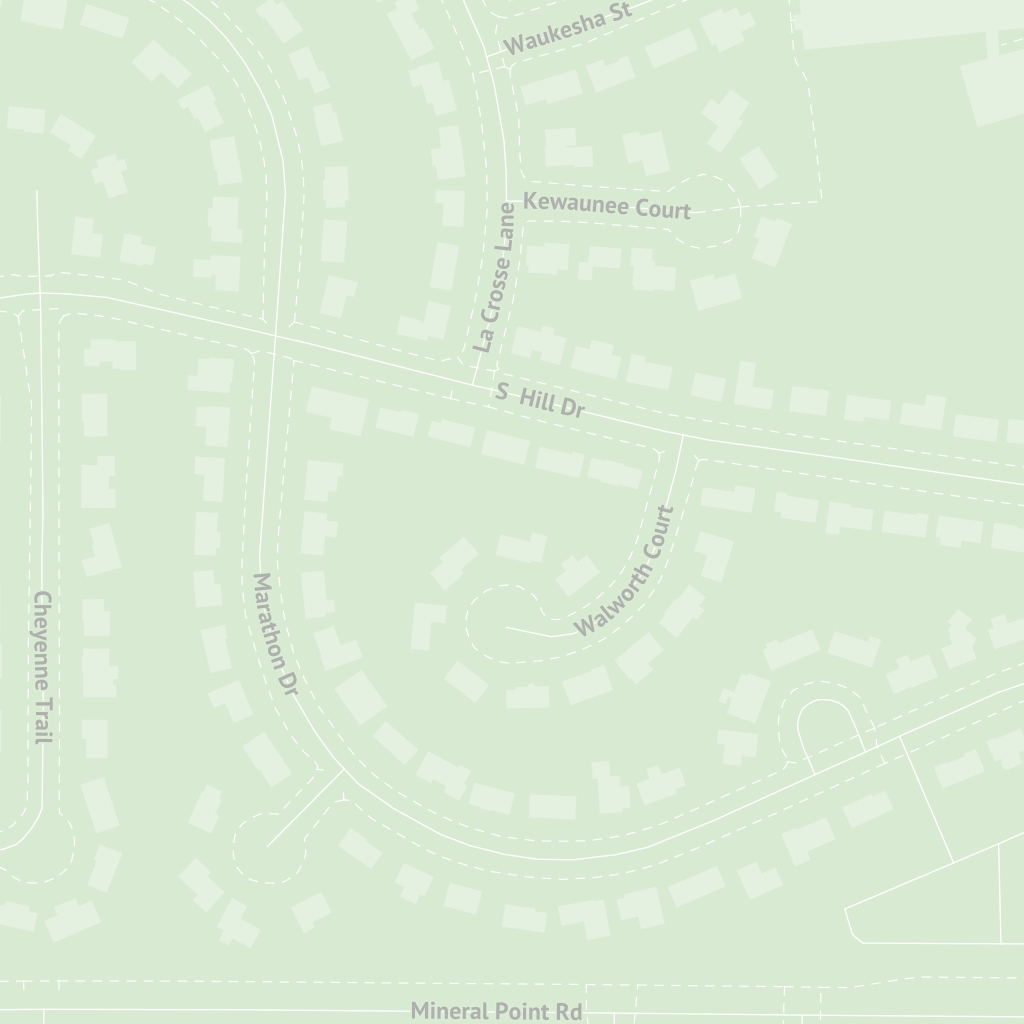 Waukesha St
Kewaunee Court
La Crosse Lane
S Hill Dr
Walworth Court
Marathon Dr
Cheyenne Trail
Mineral Point Rd